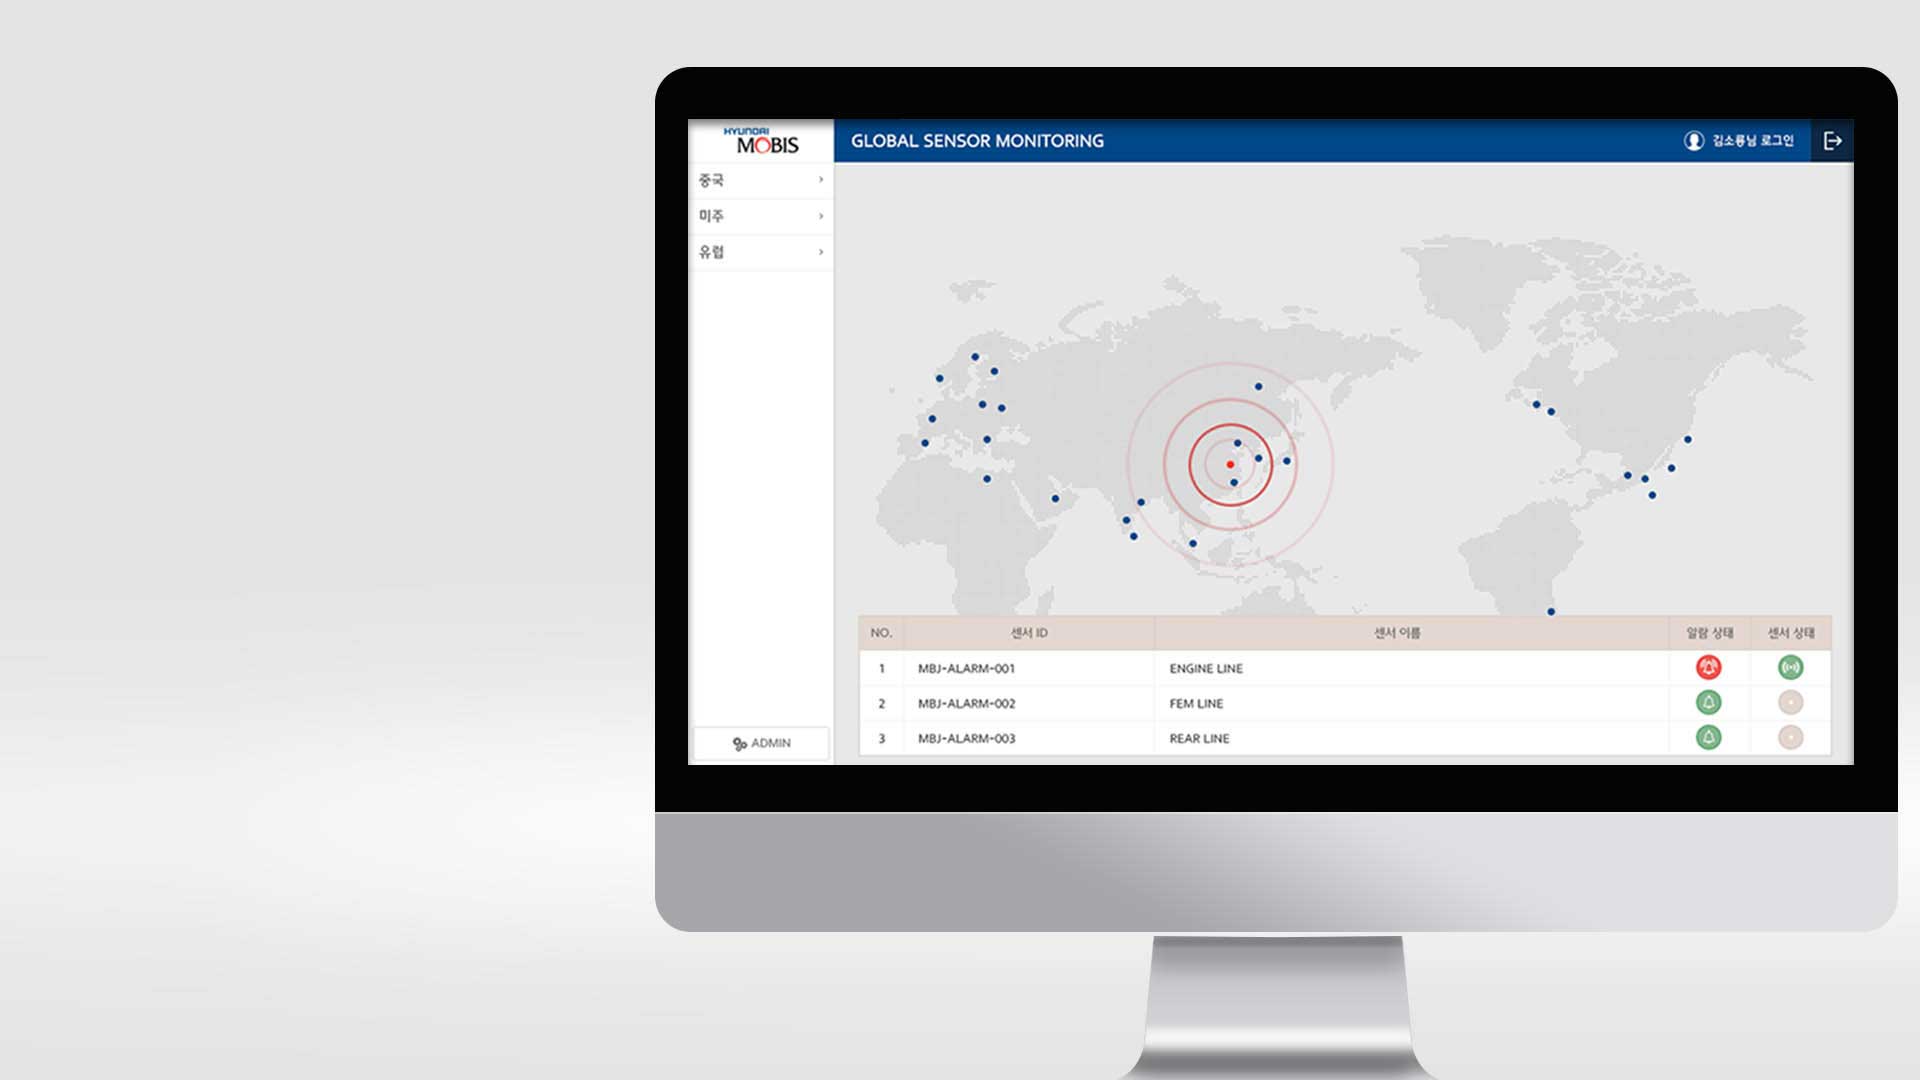 HYUNDAI
MOBIS
GLOBAL SENSOR MONITORING
김소룡님 로그인
중국
미주
유럽
ADMIN
NO. 센서 ID 센서 이름 알람 상태 센서 상태
1 MBJ-ALARM-001 ENGINE LINE
2 MBJ-ALARM-002 FEM LINE
3 MBJ-ALARM-003 REAR LINE